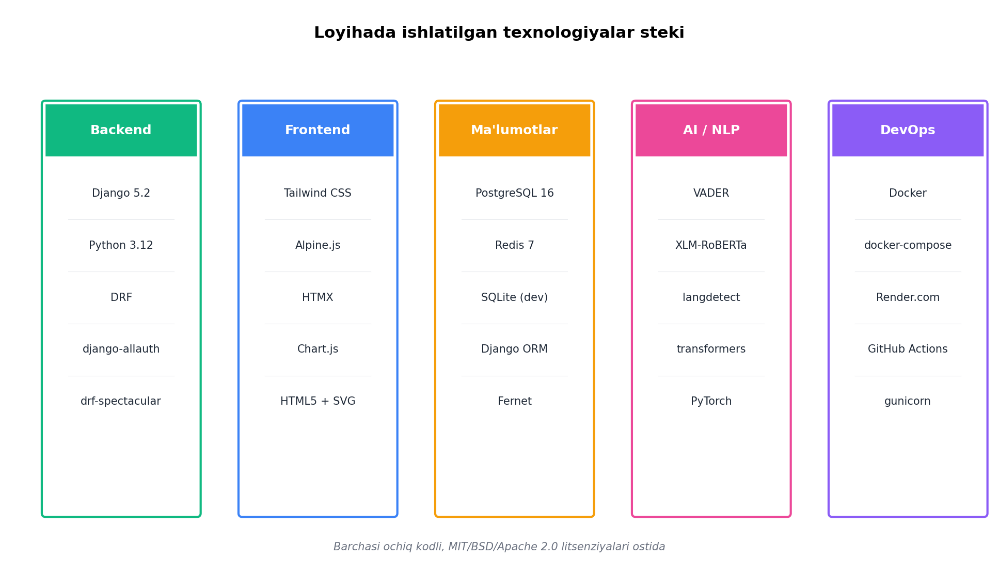 Loyihada ishlatilgan texnologiyalar steki
Backend
Django 5.2
Python 3.12
DRF
django-allauth
drf-spectacular
Frontend
Tailwind CSS
Alpine.js
HTMX
Chart.js
HTML5 + SVG
Ma'lumotlar
PostgreSQL 16
Redis 7
SQLite (dev)
Django ORM
Fernet
AI / NLP
VADER
XLM-RoBERTa
langdetect
transformers
PyTorch
DevOps
Docker
docker-compose
Render.com
GitHub Actions
gunicorn
Barchasi ochiq kodli, MIT/BSD/Apache 2.0 litsenziyalari ostida